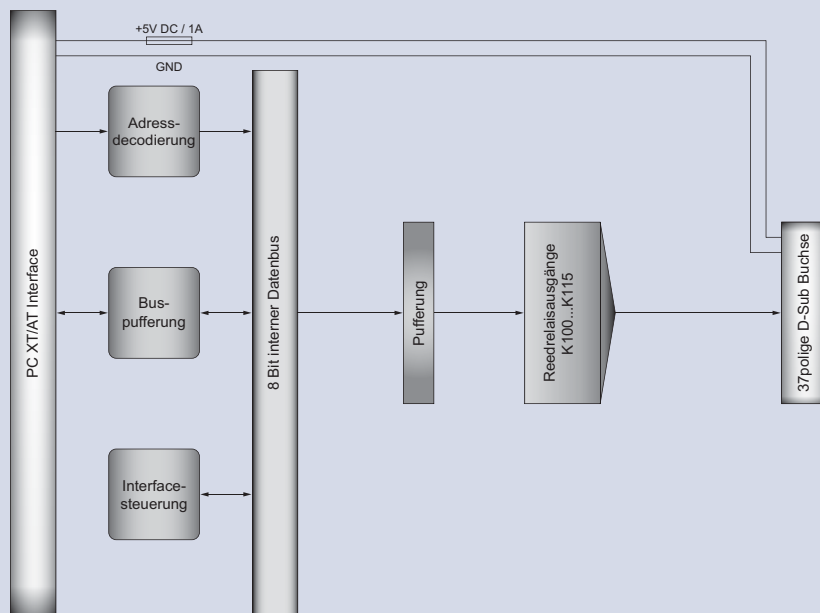 +5V DC / 1A
GND
PC XT/AT Interface
Adress-
decodierung
Bus-
pufferung
Interface-
steuerung
8 Bit interner Datenbus
Pufferung
Reedrelaisausgänge
K100...K115
37polige D-Sub Buchse